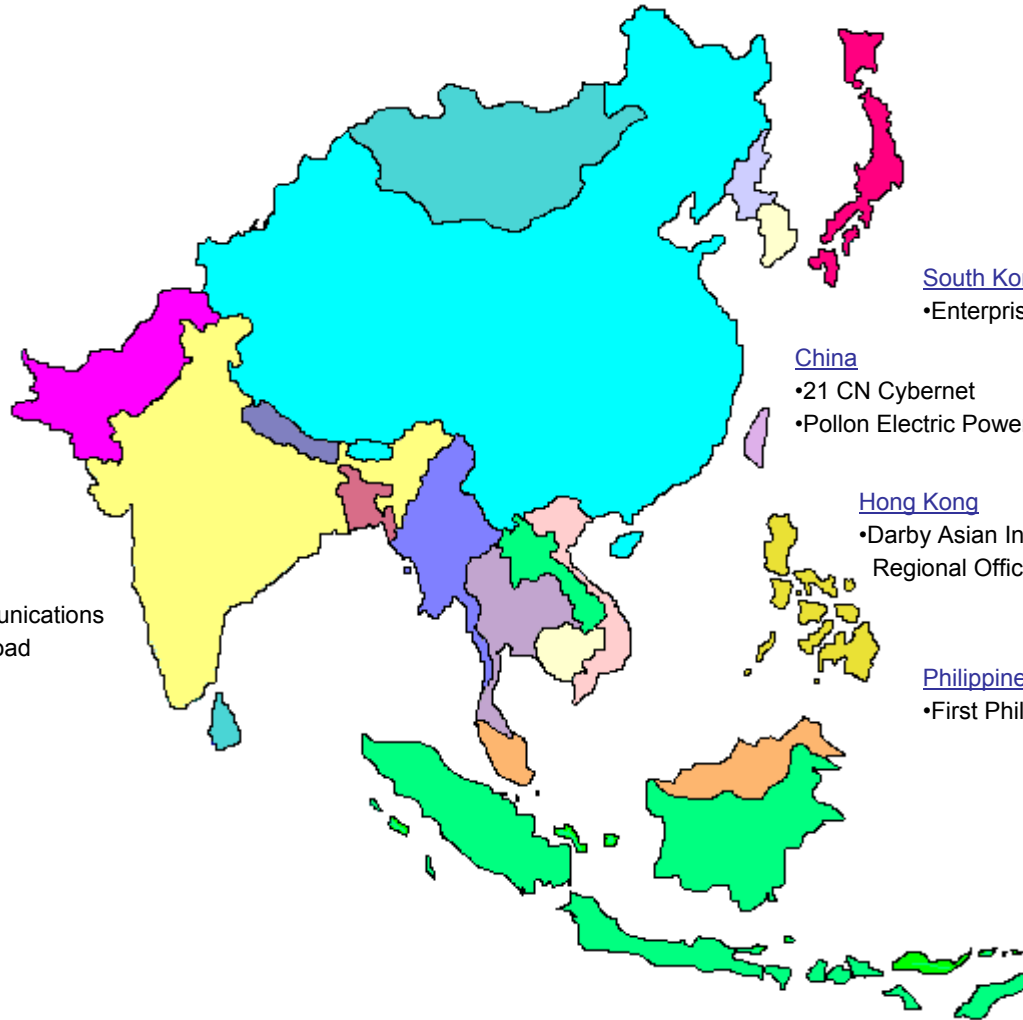 South Ko
•Enterpris
China
•21 CN Cybernet
•Pollon Electric Powe
Hong Kong
•Darby Asian In
Regional Offic
unications
oad
Philippine
•First Phil